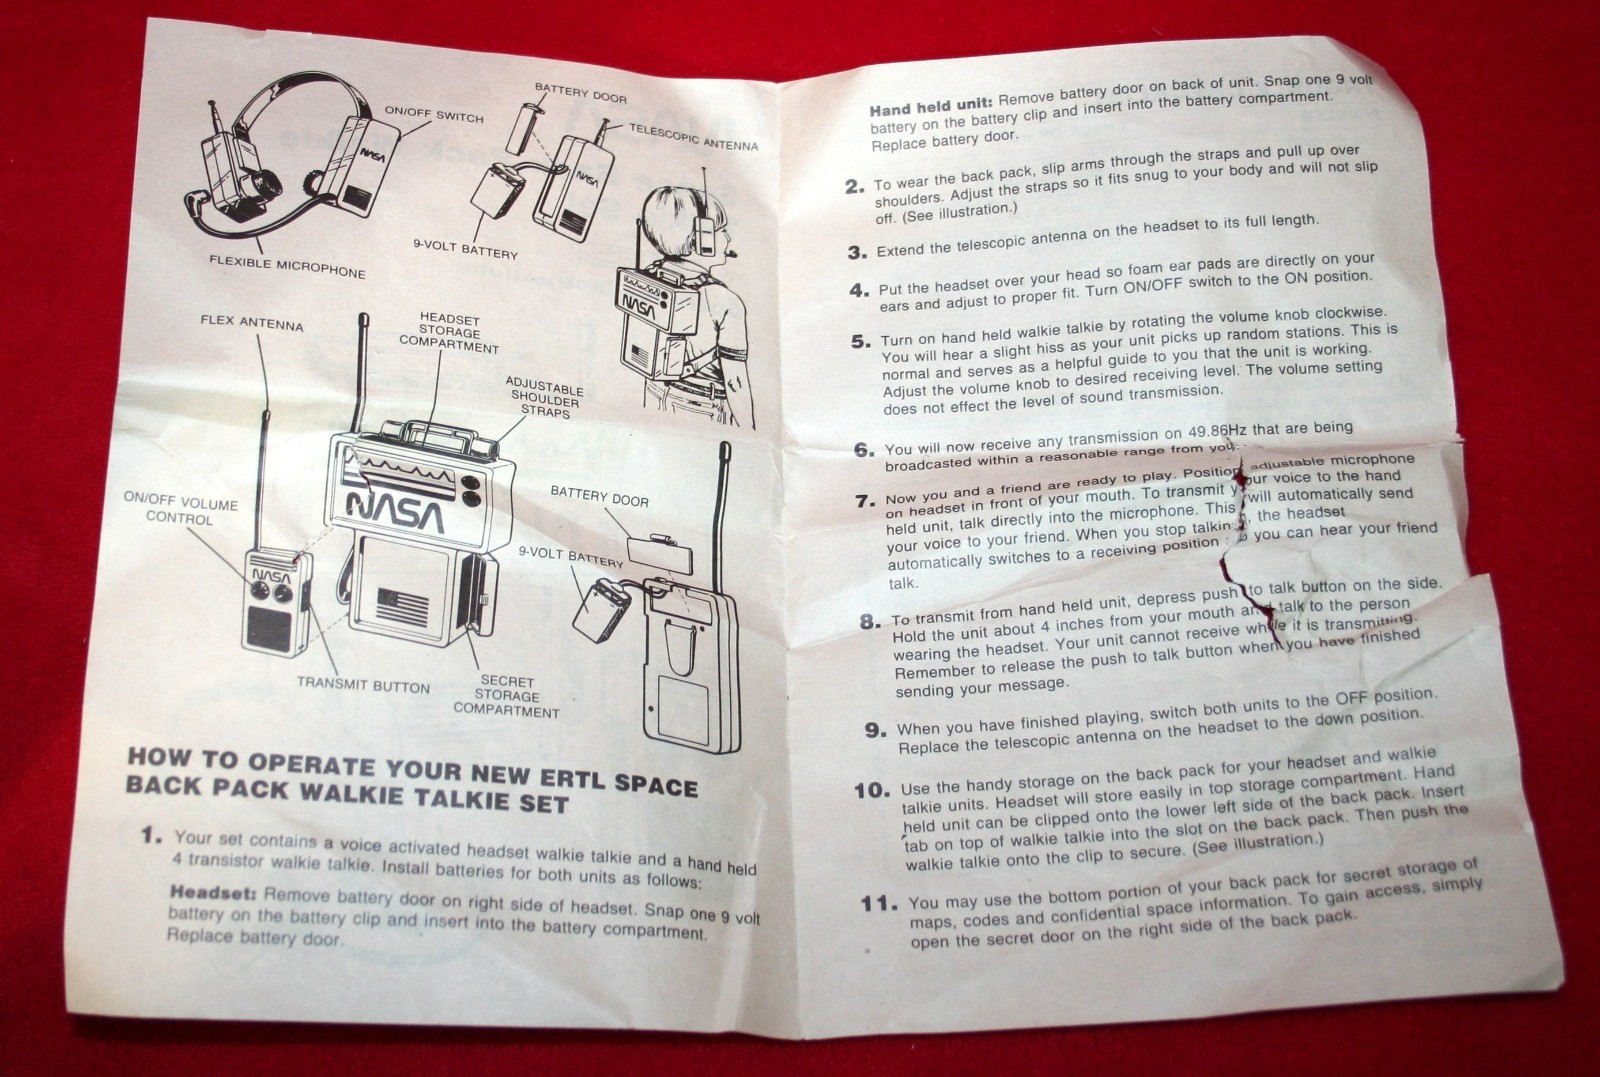 BATTERY DOOR
ON/OFF SWITCH
TELESCOPIC ANTENNA
NASA
NASA
9-VOLT BATTERY
FLEXIBLE MICROPHONE
NASA
FLEX ANTENNA
HEADSET
STORAGE
COMPARTMENT
ADJUSTABLE
SHOULDER
STRAPS
ON/OFF VOLUME
CONTROL
NASA
BATTERY DOOR
9-VOLT BATTERY
NASA
TRANSMIT BUTTON
SECRET
STORAGE
COMPARTMENT
HOW TO OPERATE YOUR NEW ERTL SPACE
BACK PACK WALKIE TALKIE SET
1. Your set contains a voice activated headset walkie talkie and a hand held
4 transistor walkie talkie. Install batteries for both units as follows:
Headset: Remove battery door on right side of headset. Snap one 9 volt
battery on the battery clip and insert into the battery compartment.
Replace battery door.
Hand held unit: Remove battery door on back of unit. Snap one 9 volt
battery on the battery clip and insert into the battery compartment.
Replace battery door.
2. To wear the back pack, slip arms through the straps and pull up over
shoulders. Adjust the straps so it fits snug to your body and will not slip
off. (See illustration.)
3. Extend the telescopic antenna on the headset to its full length.
4. Put the headset over your head so foam ear pads are directly on your
ears and adjust to proper fit. Turn ON/OFF switch to the ON position.
5. Turn on hand held walkie talkie by rotating the volume knob clockwise.
You will hear a slight hiss as your unit picks up random stations. This is
normal and serves as a helpful guide to you that the unit is working.
Adjust the volume knob to desired receiving level. The volume setting
does not effect the level of sound transmission.
6. You will now receive any transmission on 49.86Hz that are being
broadcasted within a reasonable range from you.
7. Now you and a friend are ready to play. Position adjustable microphone
on headset in front of your mouth. To transmit your voice to the hand
held unit, talk directly into the microphone. This will automatically send
your voice to your friend. When you stop talking, the headset
automatically switches to a receiving position so you can hear your friend
talk.
8. To transmit from hand held unit, depress push to talk button on the side.
Hold the unit about 4 inches from your mouth and talk to the person
wearing the headset. Your unit cannot receive while it is transmitting.
Remember to release the push to talk button when you have finished
sending your message.
9. When you have finished playing, switch both units to the OFF position.
Replace the telescopic antenna on the headset to the down position.
10. Use the handy storage on the back pack for your headset and walkie
talkie units. Headset will store easily in top storage compartment. Hand
held unit can be clipped onto the lower left side of the back pack. Insert
tab on top of walkie talkie into the slot on the back pack. Then push the
walkie talkie onto the clip to secure. (See illustration.)
11. You may use the bottom portion of your back pack for secret storage of
maps, codes and confidential space information. To gain access, simply
open the secret door on the right side of the back pack.